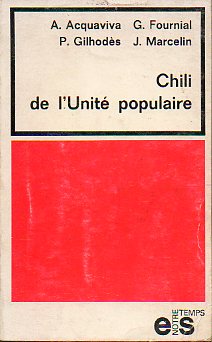 A. Acquaviva G. Fournial
P. Gilhodès J. Marcelin
Chili
de l'Unité populaire
NOTRE TEMPS
es